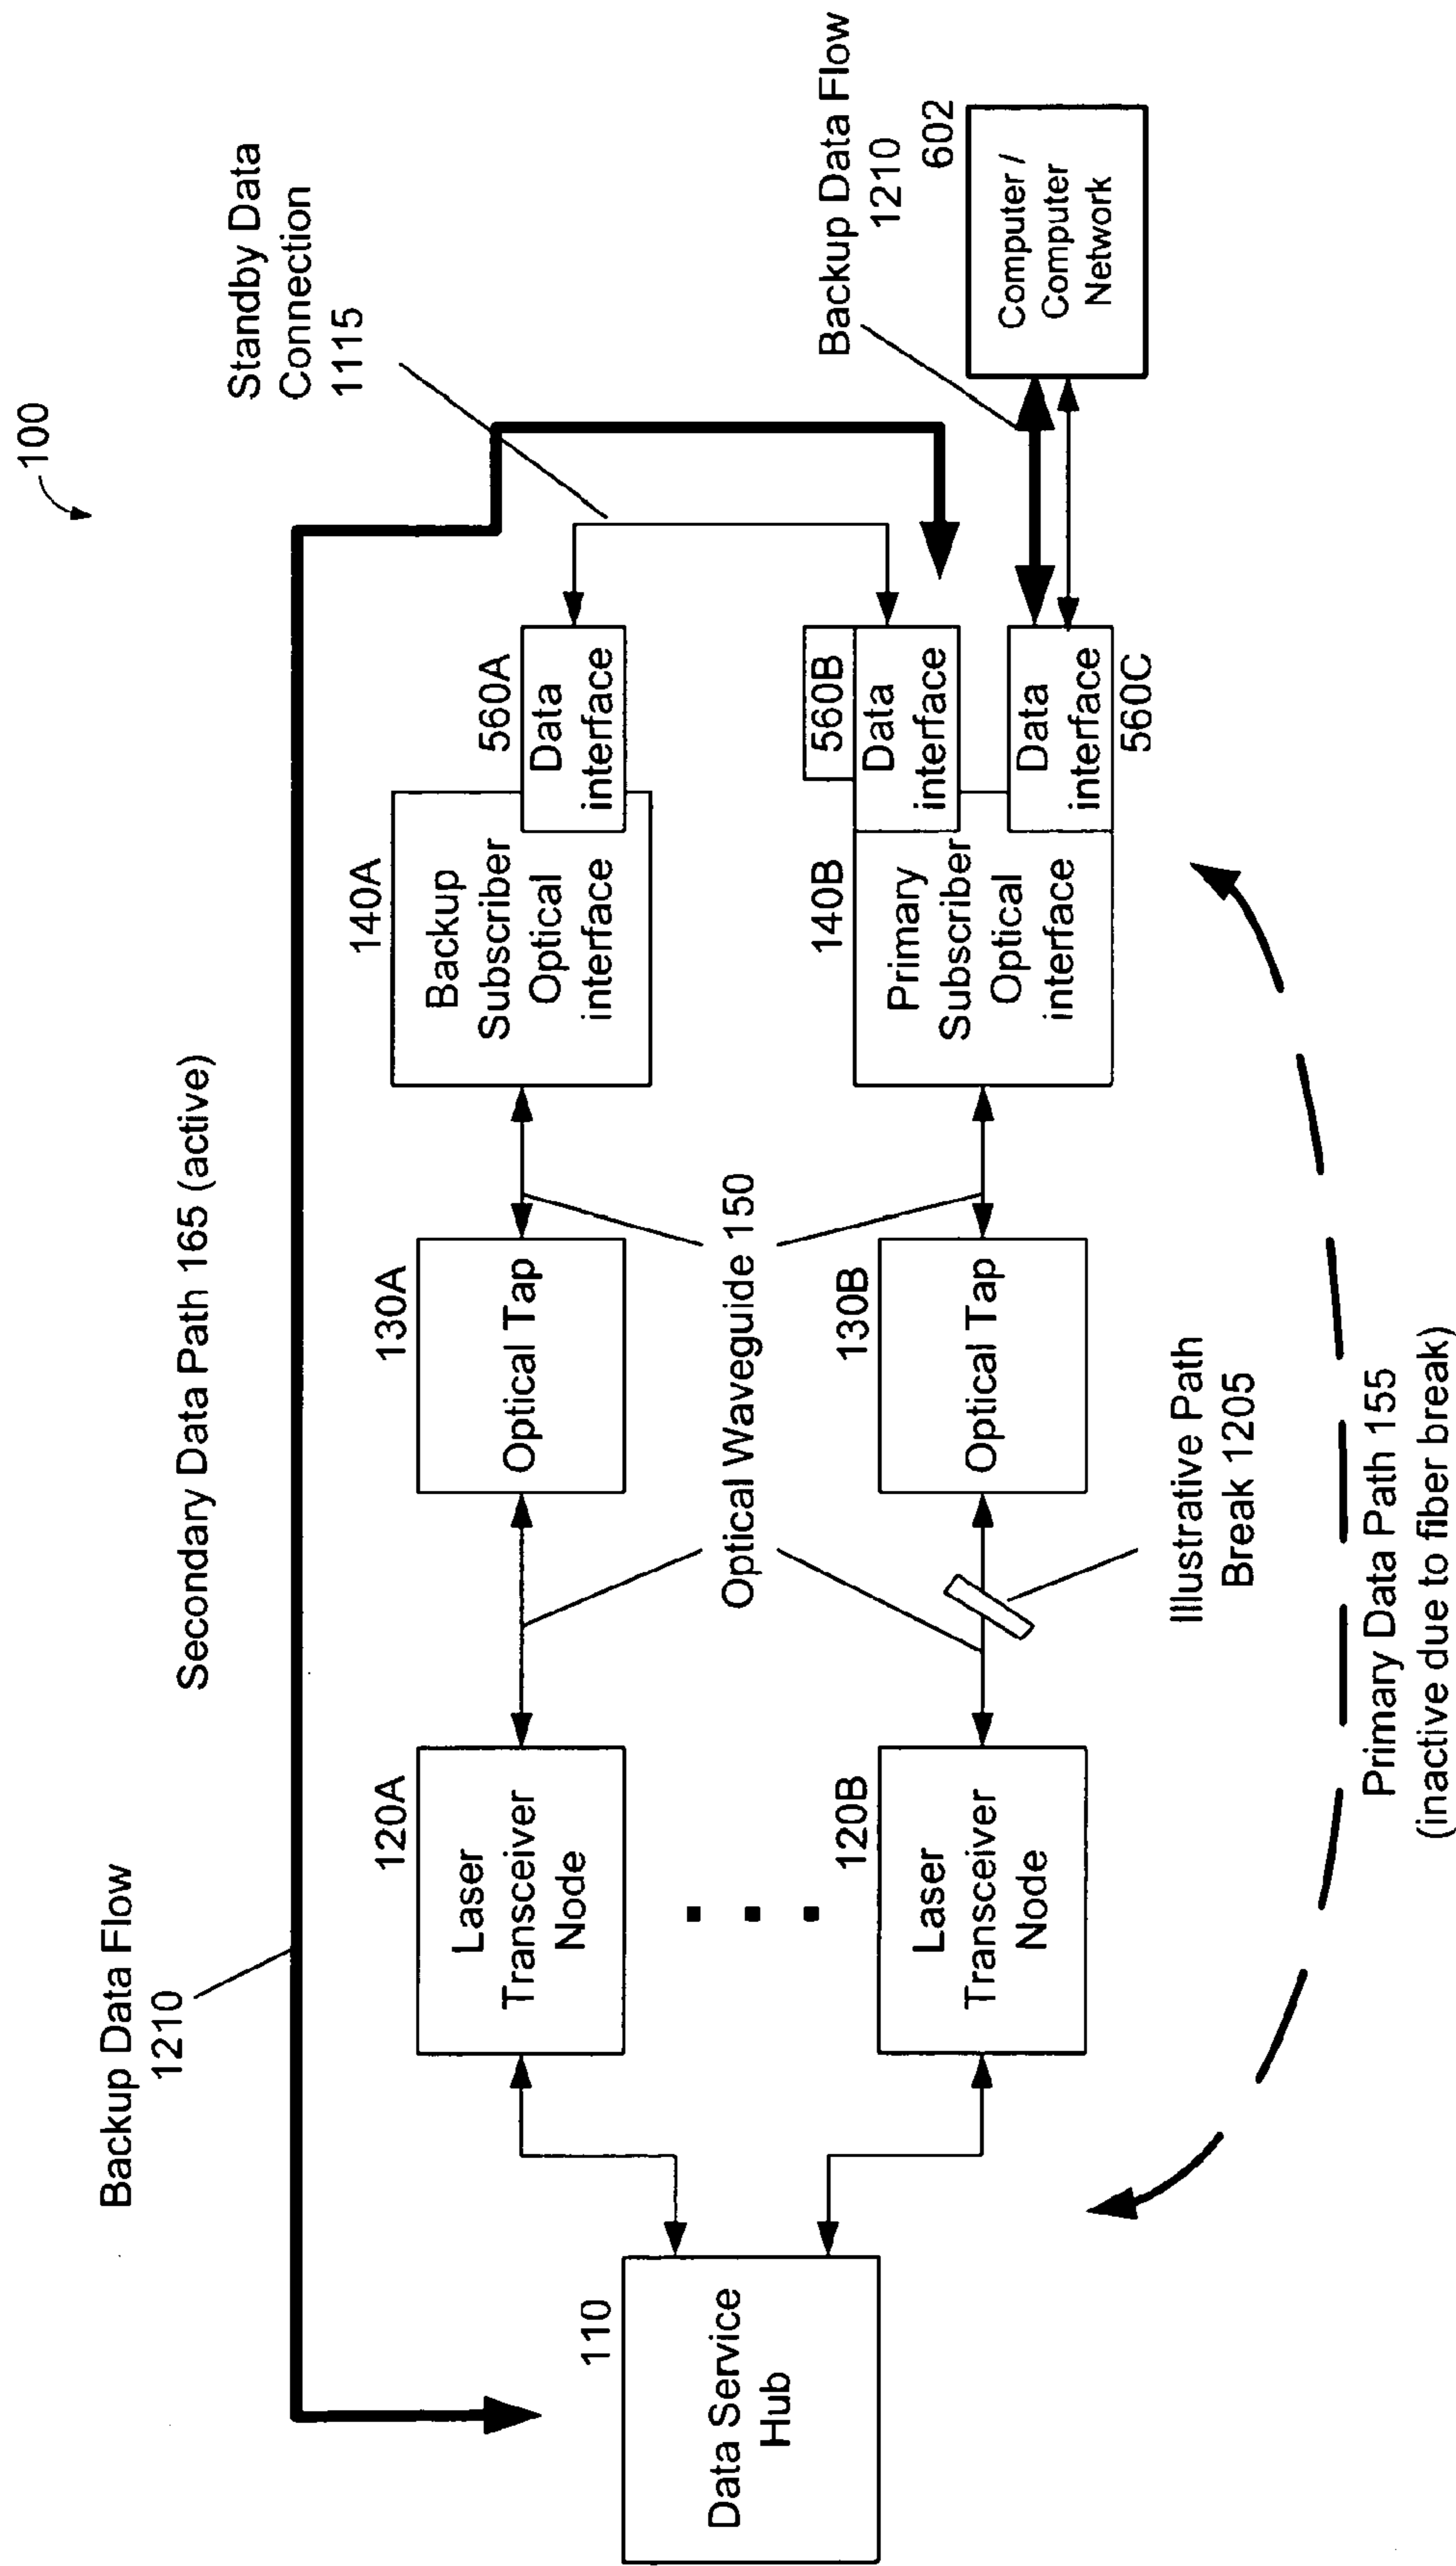 100
Backup Data Flow
1210
Secondary Data Path 165 (active)
Standby Data
Connection
1115
110
Data Service
Hub
120A
Laser
Transceiver
Node
130A
Optical Tap
140A
Backup
Subscriber
Optical
interface
560A
Data
interface
Optical Waveguide 150
120B
Laser
Transceiver
Node
130B
Optical Tap
140B
Primary
Subscriber
Optical
interface
560B
Data
interface
Data
interface
560C
Backup Data Flow
1210
602
Computer /
Computer
Network
Illustrative Path
Break 1205
Primary Data Path 155
(inactive due to fiber break)